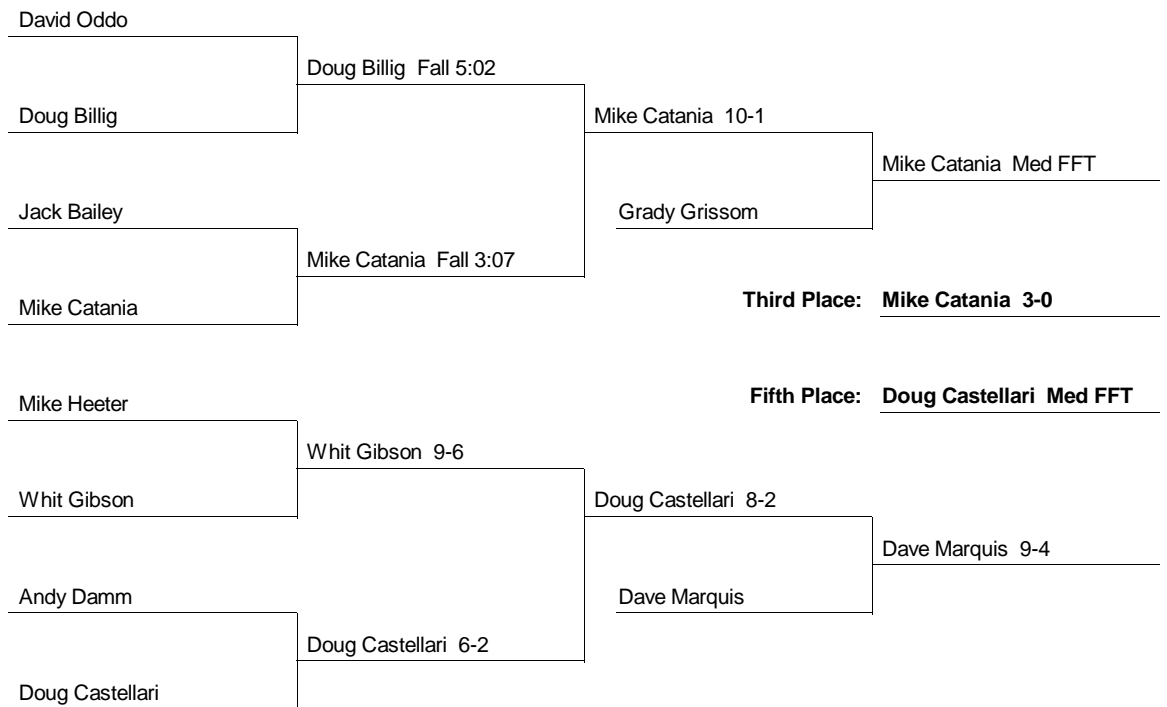 David Oddo
Doug Billig Fall 5:02
Doug Billig
Mike Catania 10-1
Mike Catania Med FFT
Jack Bailey
Grady Grissom
Mike Catania Fall 3:07
Mike Catania
Third Place: Mike Catania 3-0
Mike Heeter
Fifth Place: Doug Castellari Med FFT
Whit Gibson 9-6
Whit Gibson
Doug Castellari 8-2
Dave Marquis 9-4
Andy Damm
Dave Marquis
Doug Castellari 6-2
Doug Castellari